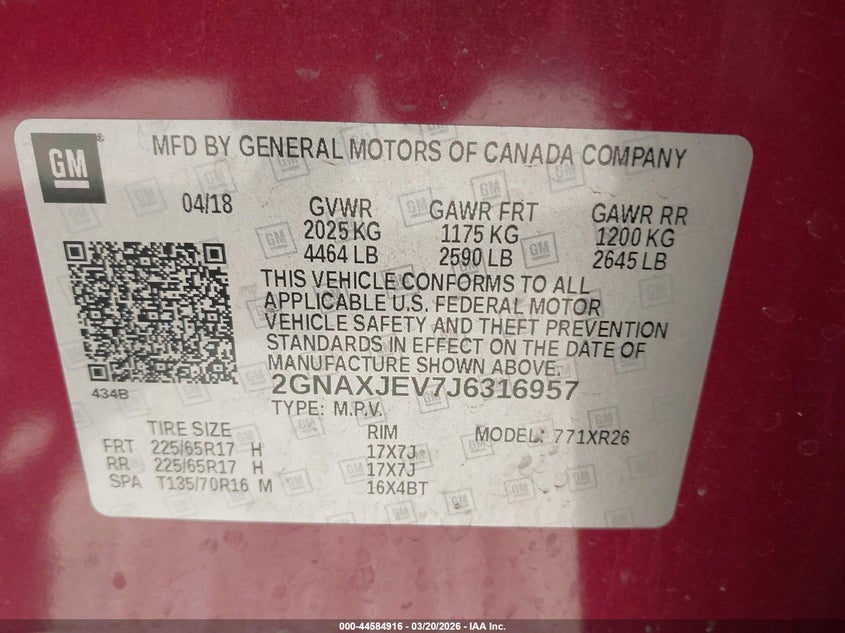 GM
MFD BY GENERAL MOTORS OF CANADA COMPANY
04/18 GVWR GAWR FRT GAWR RR
2025 KG 1175 KG 1200 KG
4464 LB 2590 LB 2645 LB
THIS VEHICLE CONFORMS TO ALL
APPLICABLE U.S. FEDERAL MOTOR
VEHICLE SAFETY AND THEFT PREVENTION
STANDARDS IN EFFECT ON THE DATE OF
MANUFACTURE SHOWN ABOVE.
434B 2GNAXJEV7J6316957
TYPE: M.P.V.
TIRE SIZE RIM MODEL: 771XR26
FRT 225/65R17 H 17X7J
RR 225/65R17 H 17X7J
SPA T135/70R16 M 16X4BT
000-44584916 - 03/20/2026 - IAA Inc.